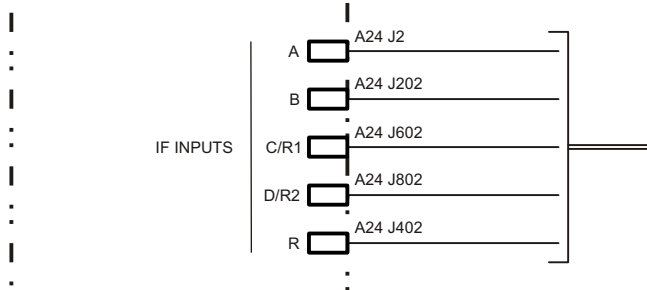 A24 J2
A
A24 J202
B
A24 J602
IF INPUTS C/R1
A24 J802
D/R2
A24 J402
R